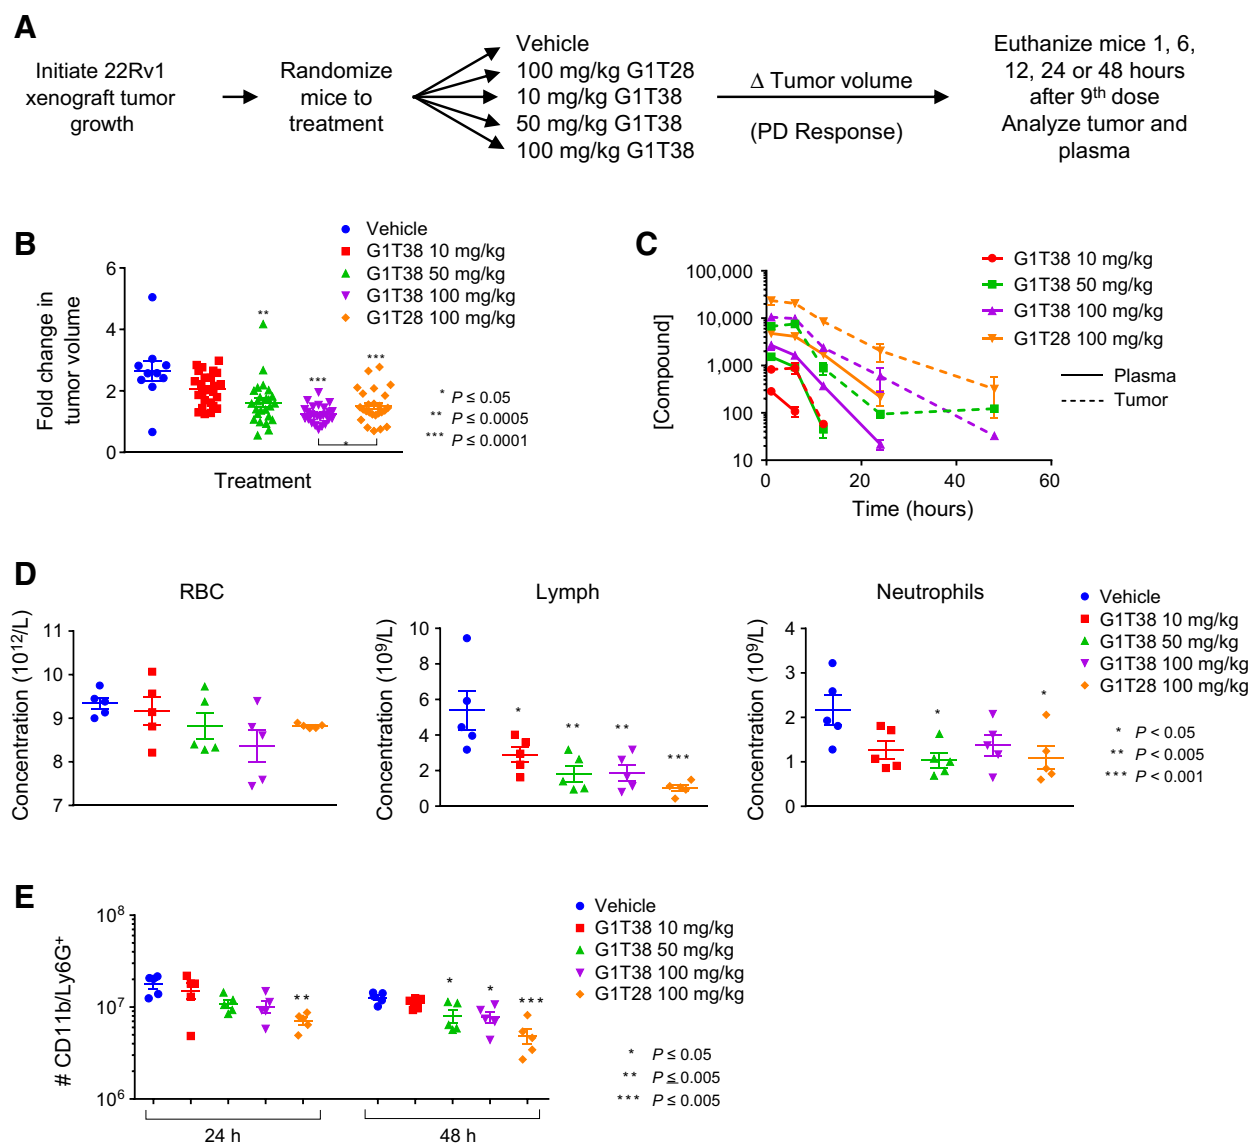 A
Initiate 22Rv1
xenograft tumor
growth
Randomize
mice to
treatment
Vehicle
100 mg/kg G1T28
10 mg/kg G1T38
50 mg/kg G1T38
100 mg/kg G1T38
Δ Tumor volume
(PD Response)
Euthanize mice 1, 6,
12, 24 or 48 hours
after 9th dose
Analyze tumor and
plasma
B
Vehicle
G1T38 10 mg/kg
G1T38 50 mg/kg
G1T38 100 mg/kg
G1T28 100 mg/kg
Fold change in
tumor volume
6
4
2
0
**
***
***
*
Treatment
* P ≤ 0.05
** P ≤ 0.0005
*** P ≤ 0.0001
C
G1T38 10 mg/kg
G1T38 50 mg/kg
G1T38 100 mg/kg
G1T28 100 mg/kg
Plasma
Tumor
[Compound]
100,000
10,000
1,000
100
10
0 20 40 60
Time (hours)
D
RBC
Concentration (10^12/L)
11
10
9
8
7
Lymph
Concentration (10^9/L)
10
8
6
4
2
0
* ** ** ***
Neutrophils
Concentration (10^9/L)
4
3
2
1
0
* *
Vehicle
G1T38 10 mg/kg
G1T38 50 mg/kg
G1T38 100 mg/kg
G1T28 100 mg/kg
* P < 0.05
** P < 0.005
*** P < 0.001
E
# CD11b/Ly6G+
10^8
10^7
10^6
**
* * ***
24 h
48 h
Vehicle
G1T38 10 mg/kg
G1T38 50 mg/kg
G1T38 100 mg/kg
G1T28 100 mg/kg
* P ≤ 0.05
** P ≤ 0.005
*** P ≤ 0.005